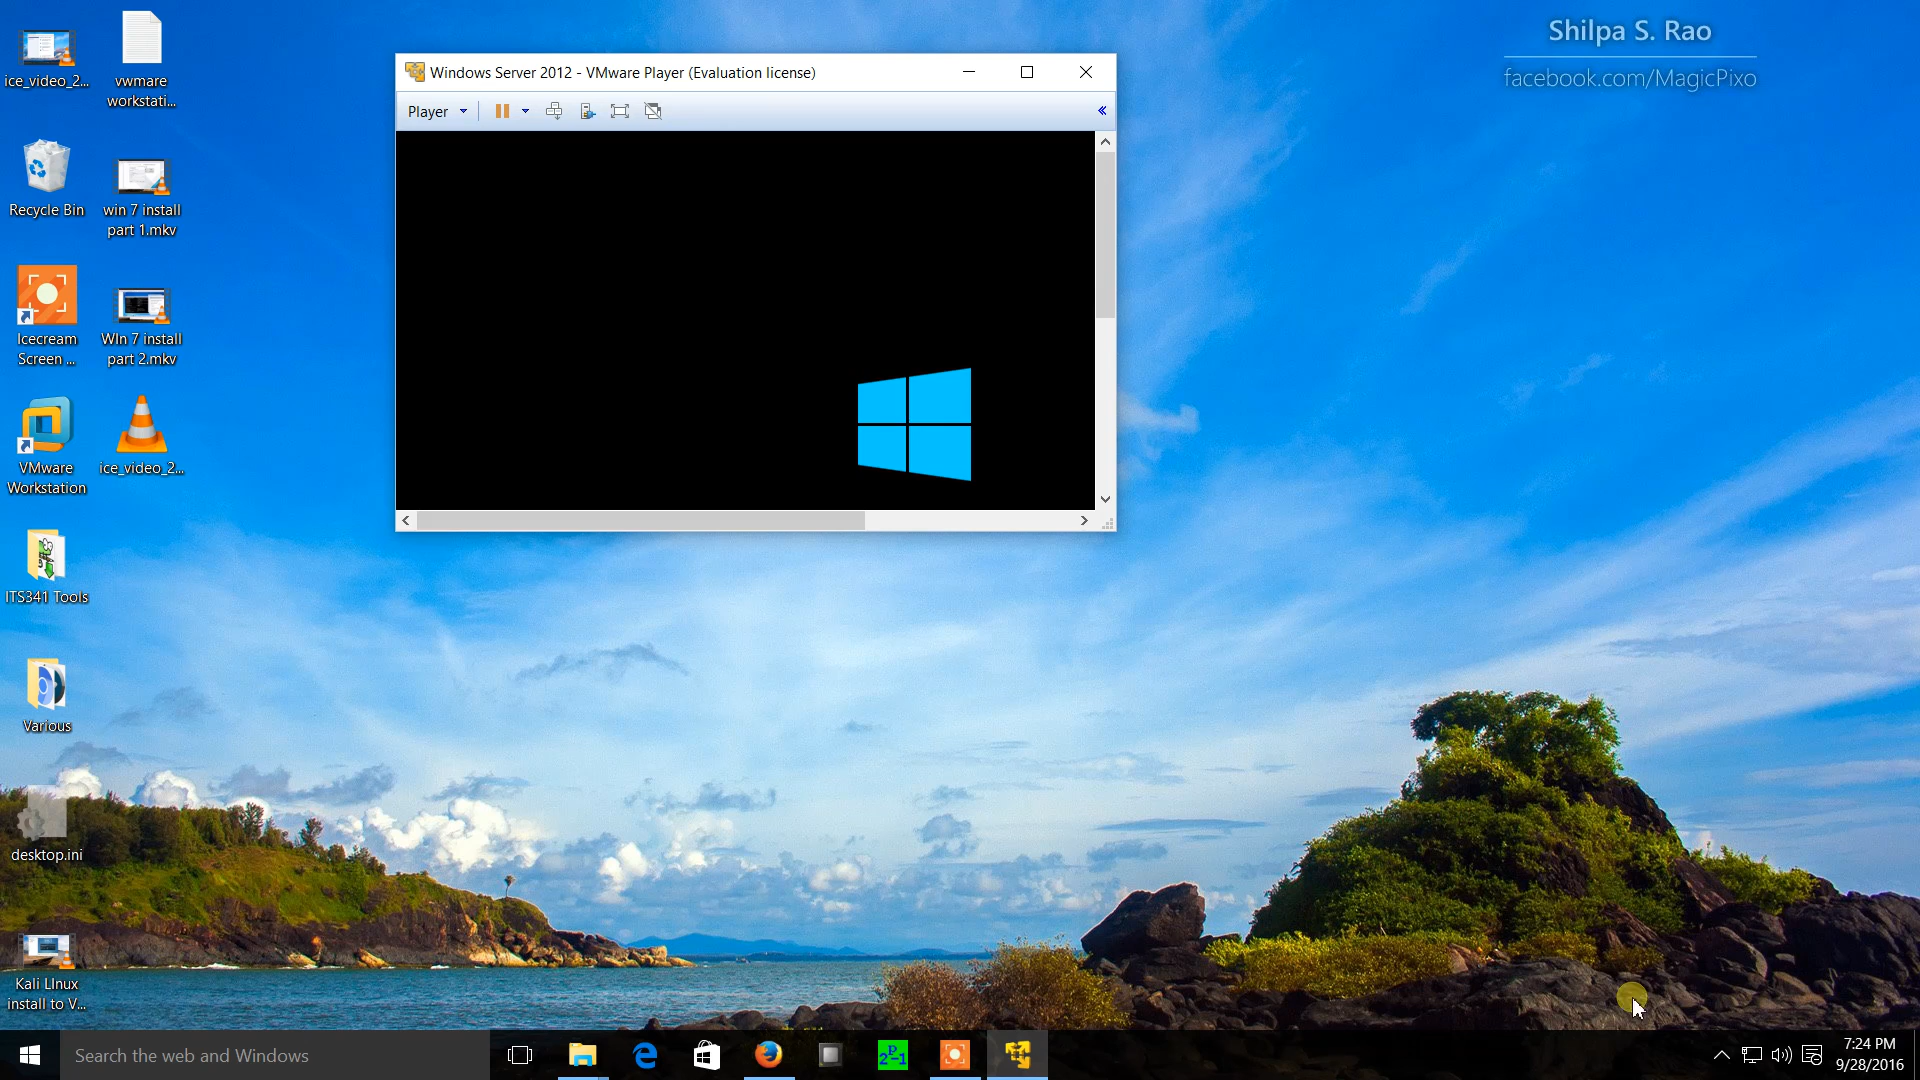 Shilpa S. Rao
facebook.com/MagicPixo
Windows Server 2012 - VMware Player (Evaluation license)
Player
ice_video_2...
vwmare
workstati...
Recycle Bin
win 7 install
part 1.mkv
Icecream
Screen ...
WIn 7 install
part 2.mkv
VMware
Workstation
ice_video_2...
ITS341 Tools
Various
desktop.ini
Kali LInux
install to V...
Search the web and Windows
2P-1
7:24 PM
9/28/2016